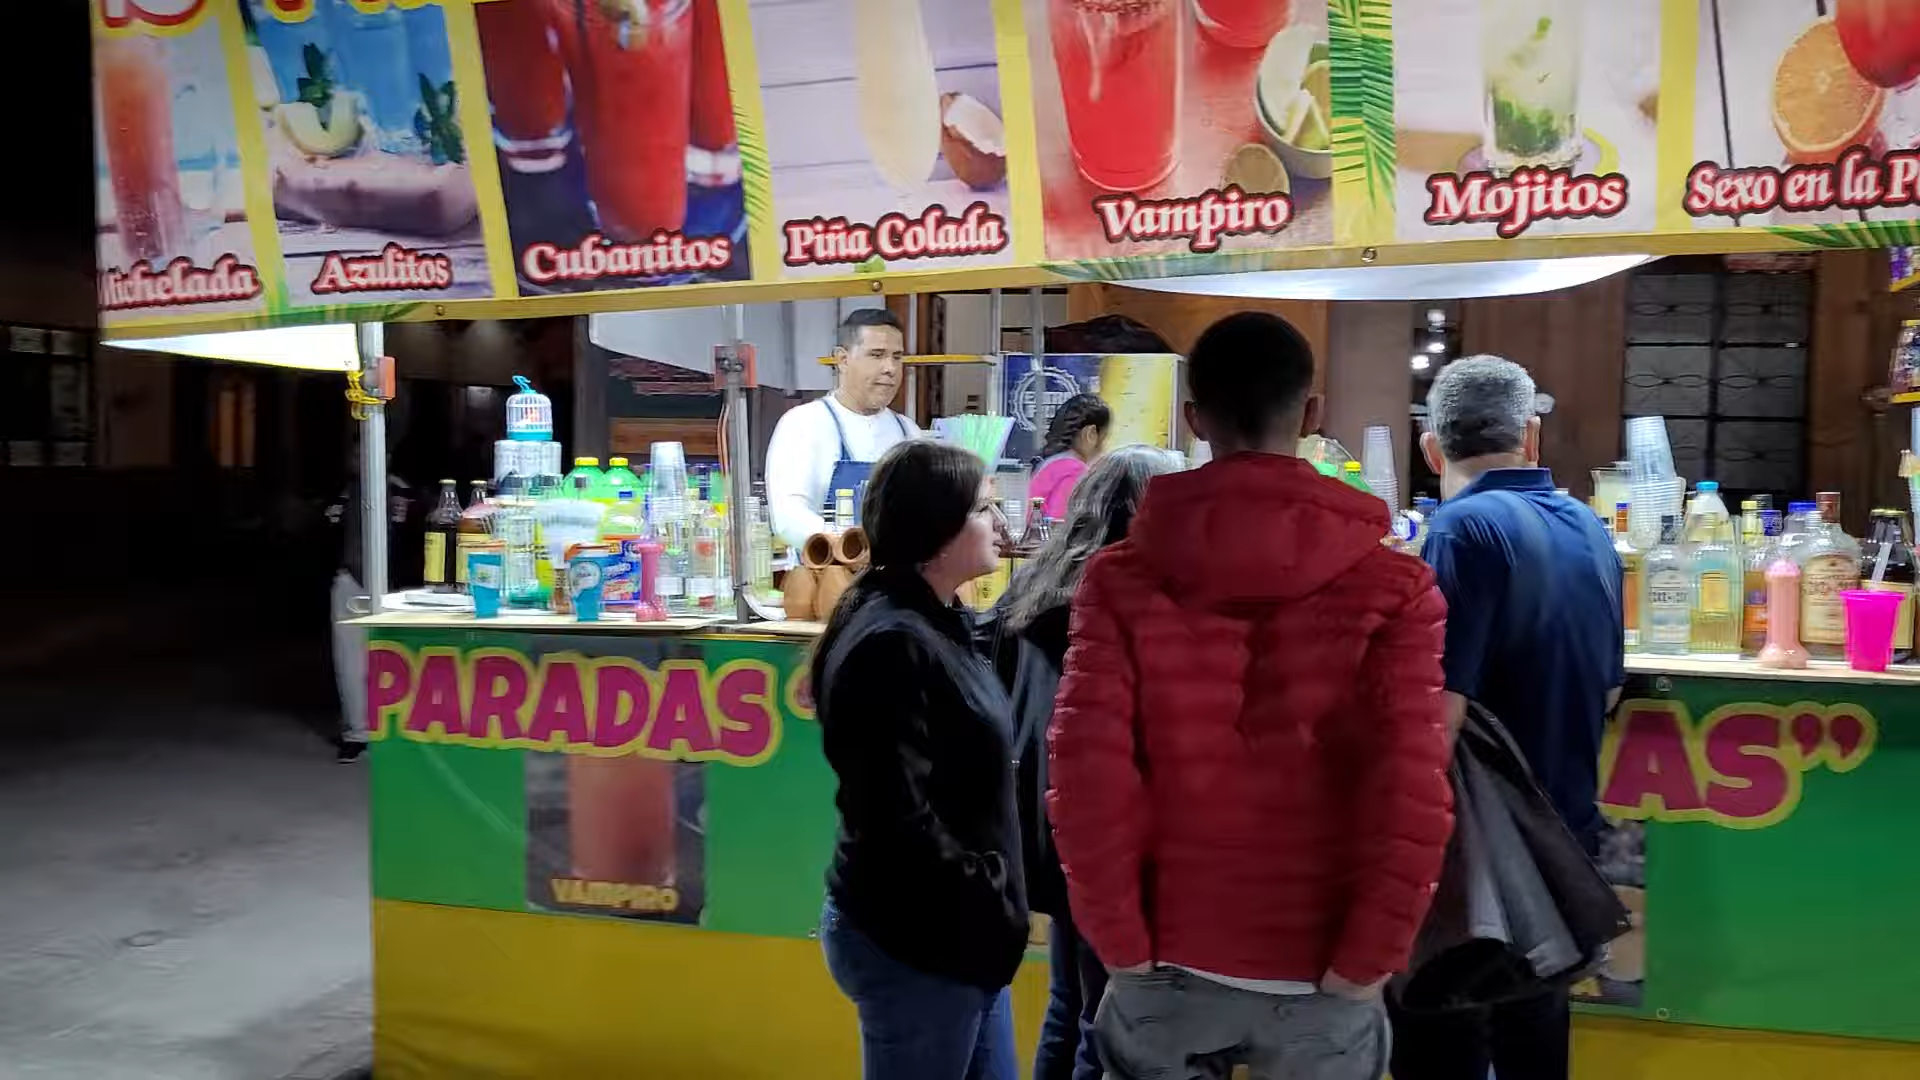 Michelada
Azulitos
Cubanitos
Piña Colada
Vampiro
Mojitos
Sexo en la P
PARADAS
AS”
VAMPIRO